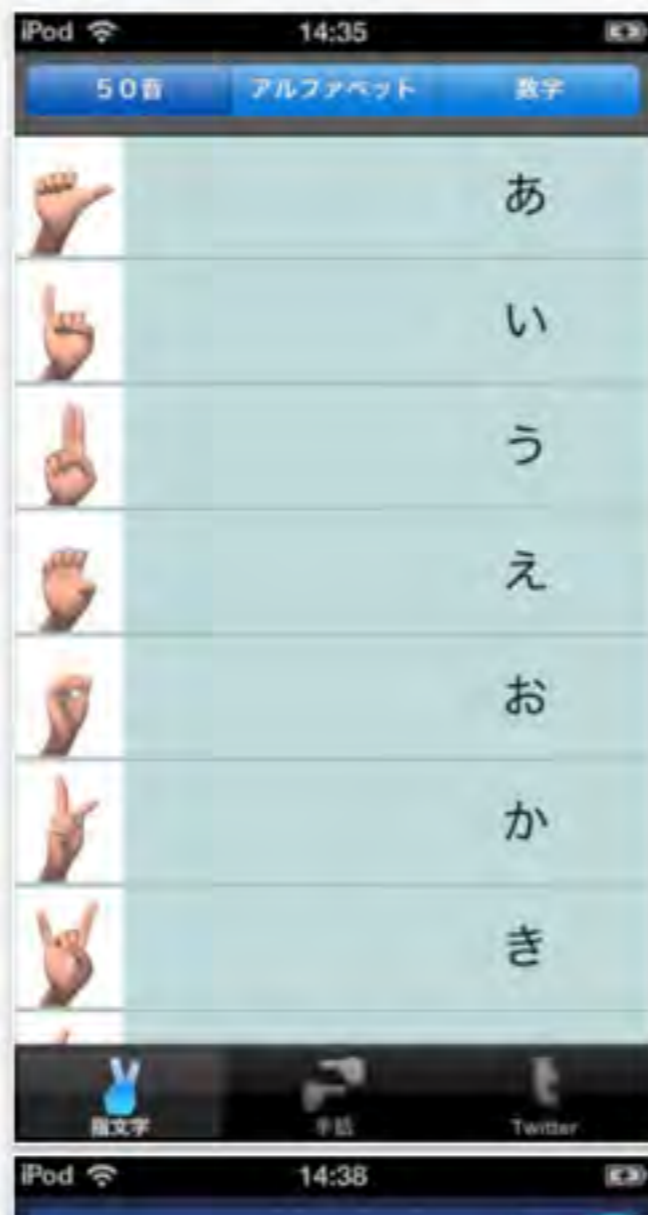 iPod 14:35
50音 アルファベット 数字
あ
い
う
え
お
か
き
指文字 手話 Twitter
iPod 14:38